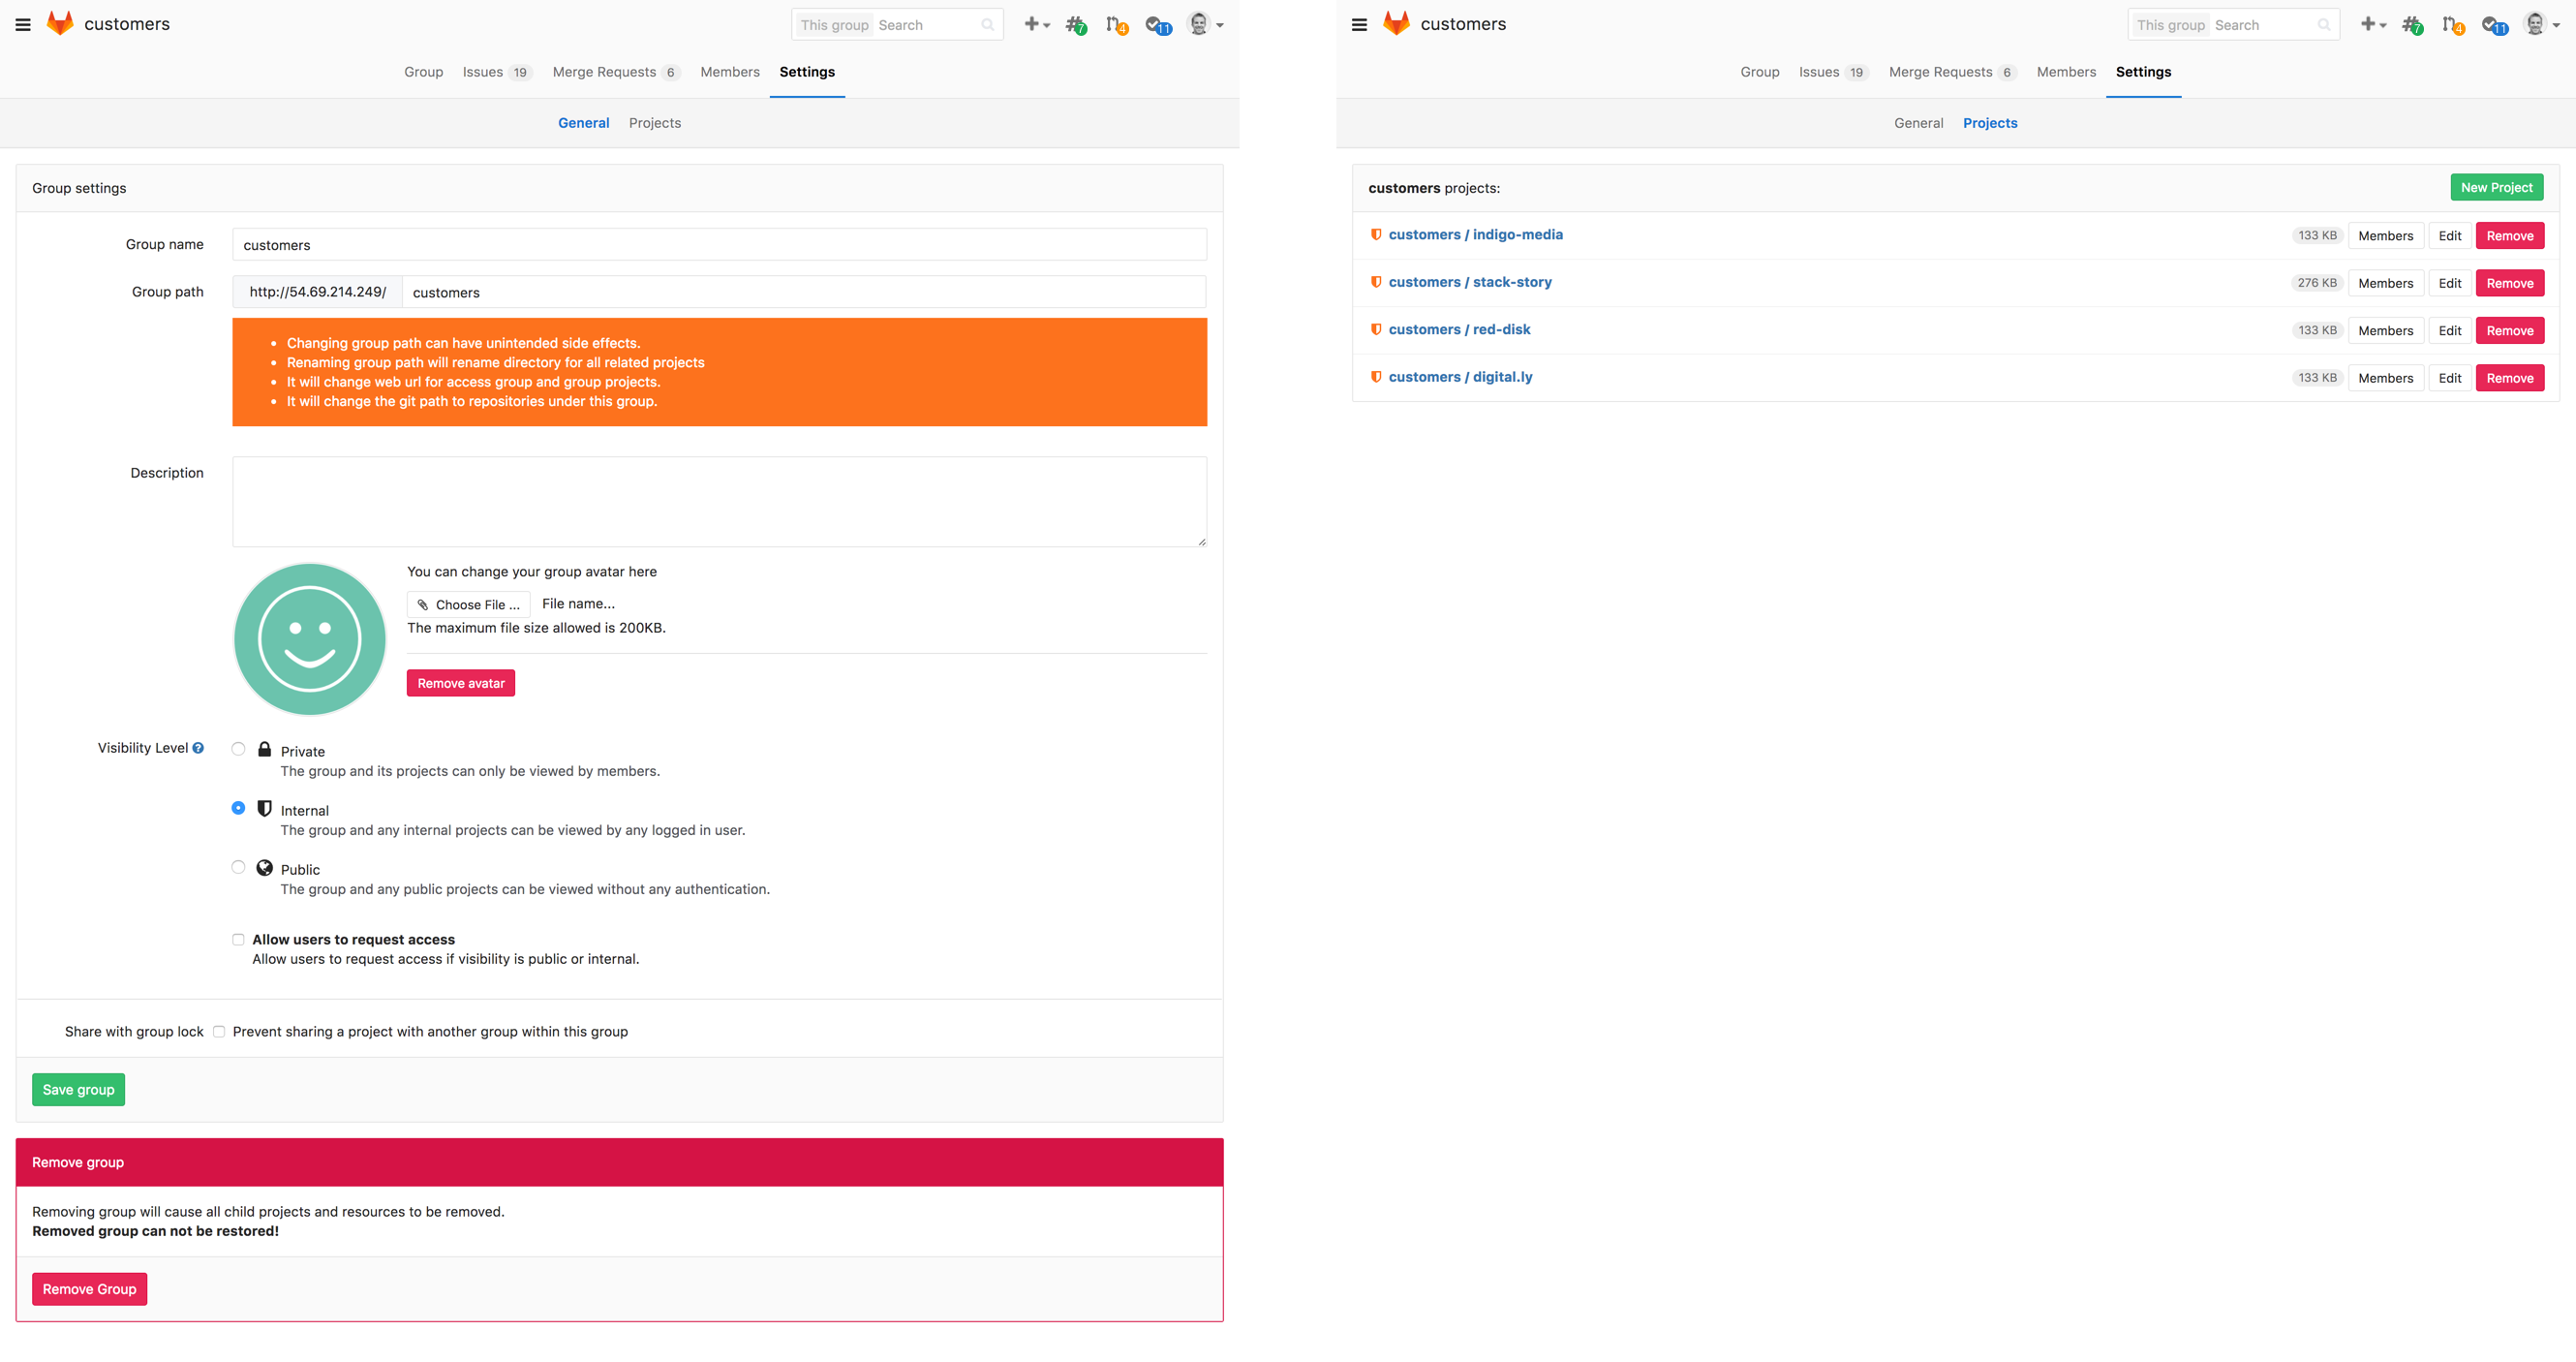 customers
This group Search
7
4
11
Group Issues 19 Merge Requests 6 Members Settings
General Projects
Group settings
Group name customers
Group path http://54.69.214.249/ customers
Changing group path can have unintended side effects.
Renaming group path will rename directory for all related projects
It will change web url for access group and group projects.
It will change the git path to repositories under this group.
Description
You can change your group avatar here
Choose File ... File name...
The maximum file size allowed is 200KB.
Remove avatar
Visibility Level ?
Private
The group and its projects can only be viewed by members.
Internal
The group and any internal projects can be viewed by any logged in user.
Public
The group and any public projects can be viewed without any authentication.
Allow users to request access
Allow users to request access if visibility is public or internal.
Share with group lock Prevent sharing a project with another group within this group
Save group
Remove group
Removing group will cause all child projects and resources to be removed.
Removed group can not be restored!
Remove Group
customers
This group Search
7
4
11
Group Issues 19 Merge Requests 6 Members Settings
General Projects
customers projects: New Project
customers / indigo-media 133 KB Members Edit Remove
customers / stack-story 276 KB Members Edit Remove
customers / red-disk 133 KB Members Edit Remove
customers / digital.ly 133 KB Members Edit Remove